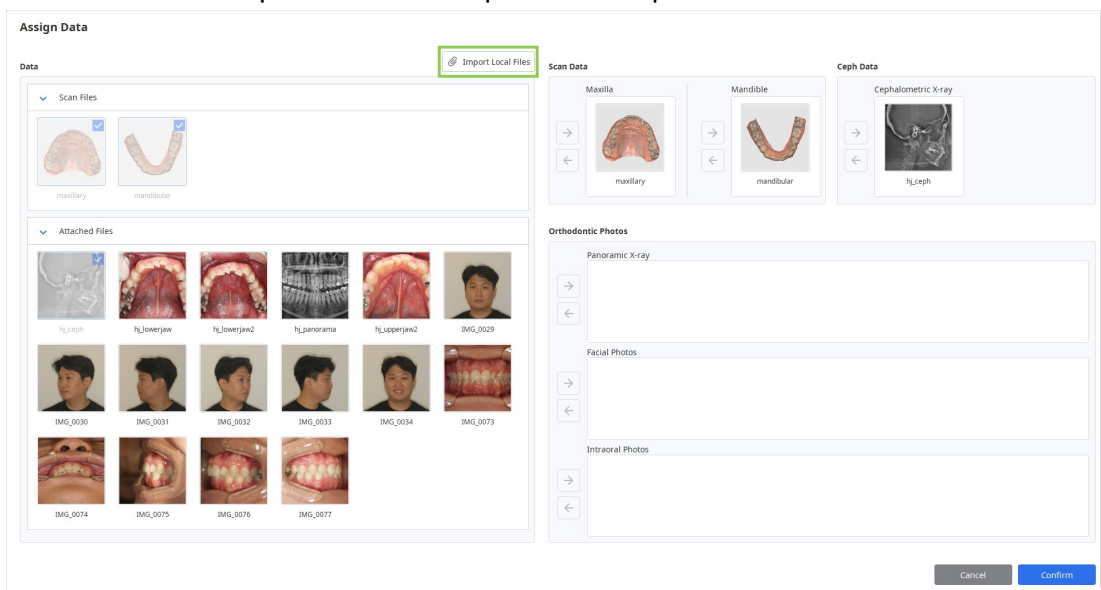 Assign Data
Data
Import Local Files
Scan Files
maxillary
mandibular
Attached Files
hj_ceph
hj_lowerjaw
hj_lowerjaw2
hj_panorama
hj_upperjaw2
IMG_0029
IMG_0030
IMG_0031
IMG_0032
IMG_0033
IMG_0034
IMG_0073
IMG_0074
IMG_0075
IMG_0076
IMG_0077
Scan Data
Maxilla
maxillary
Mandible
mandibular
Ceph Data
Cephalometric X-ray
hj_ceph
Orthodontic Photos
Panoramic X-ray
Facial Photos
Intraoral Photos
Cancel
Confirm